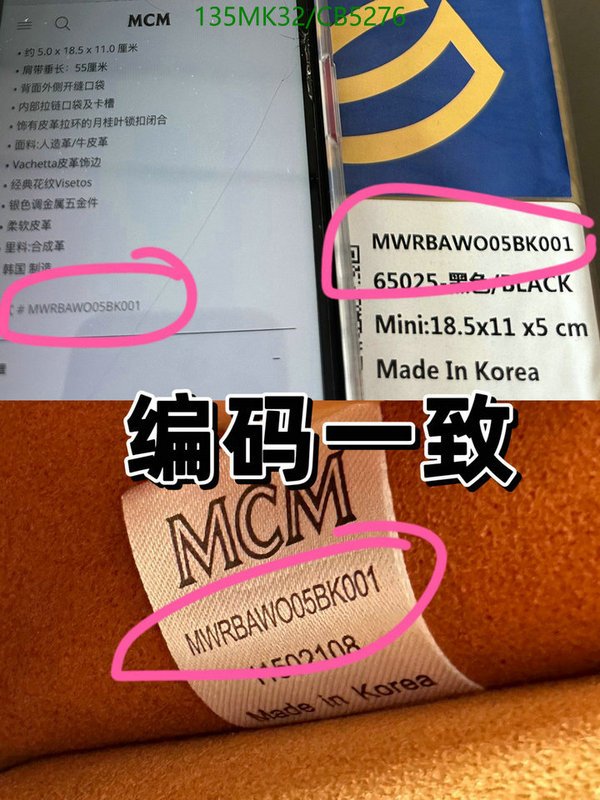 135MK32/CB5276
MCM
• 约 5.0 x 18.5 x 11.0 厘米
• 肩带垂长：55厘米
• 背面外侧开缝口袋
• 内部拉链口袋及卡槽
• 饰有皮革拉环的月桂叶锁扣闭合
• 面料:人造革/牛皮革
• Vachetta皮革饰边
• 经典花纹Visetos
• 银色调金属五金件
• 柔软皮革
里料:合成革
韩国 制造
# MWRBAWO05BK001
MWRBAWO05BK001
65025-黑色/BLACK
Mini:18.5x11 x5 cm
Made In Korea
编码一致
MCM
MWRBAWO05BK001
11502108
Made in Korea